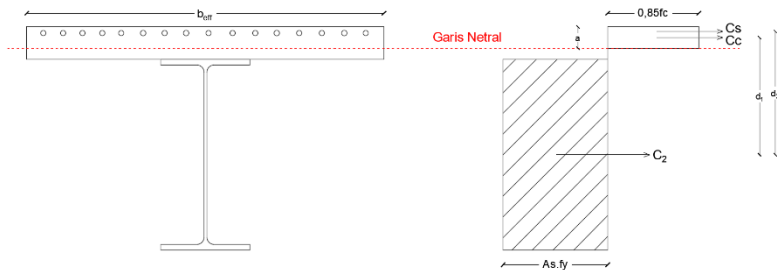 beff
Garis Netral
0,85fc
a
Cs
Cc
d1
d2
C2
As.fy